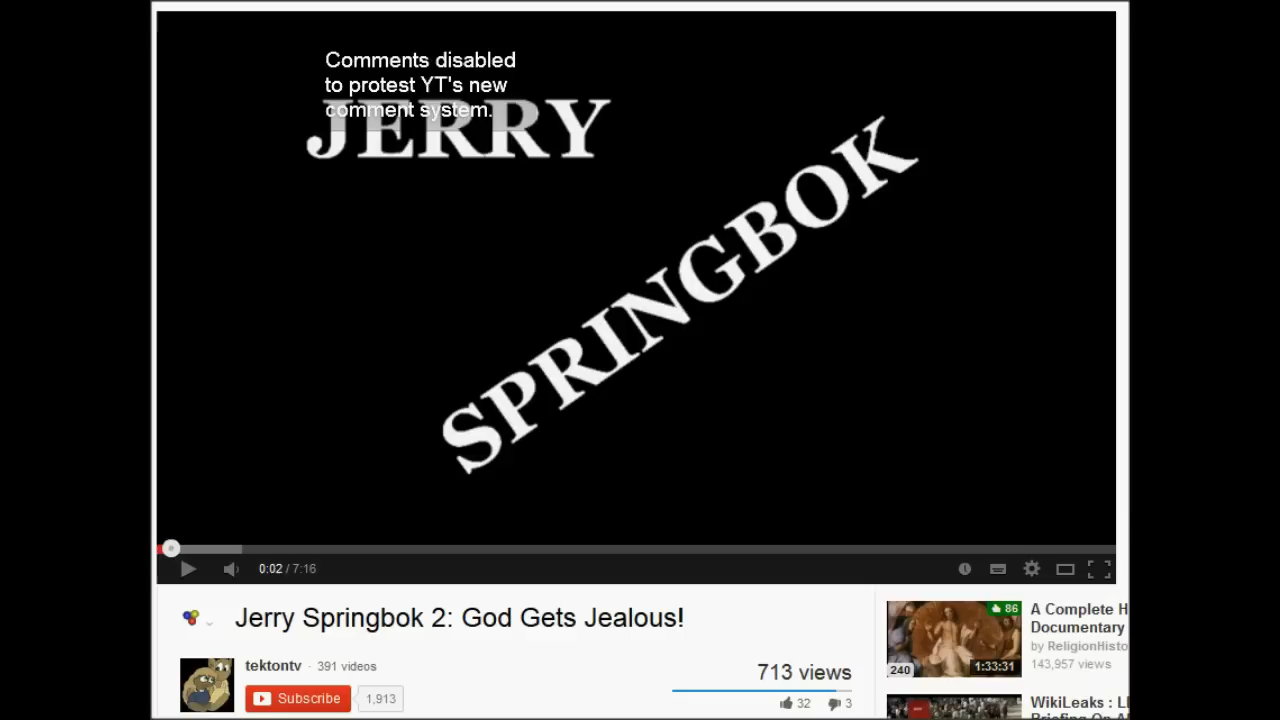 Comments disabled
to protest YT's new
comment system.
JERRY
SPRINGBOK
0:02 / 7:16
Jerry Springbok 2: God Gets Jealous!
tektontv · 391 videos
Subscribe 1,913
713 views
32 3
86
240
1:33:31
A Complete H
Documentary
by ReligionHisto
143,957 views
WikiLeaks : L